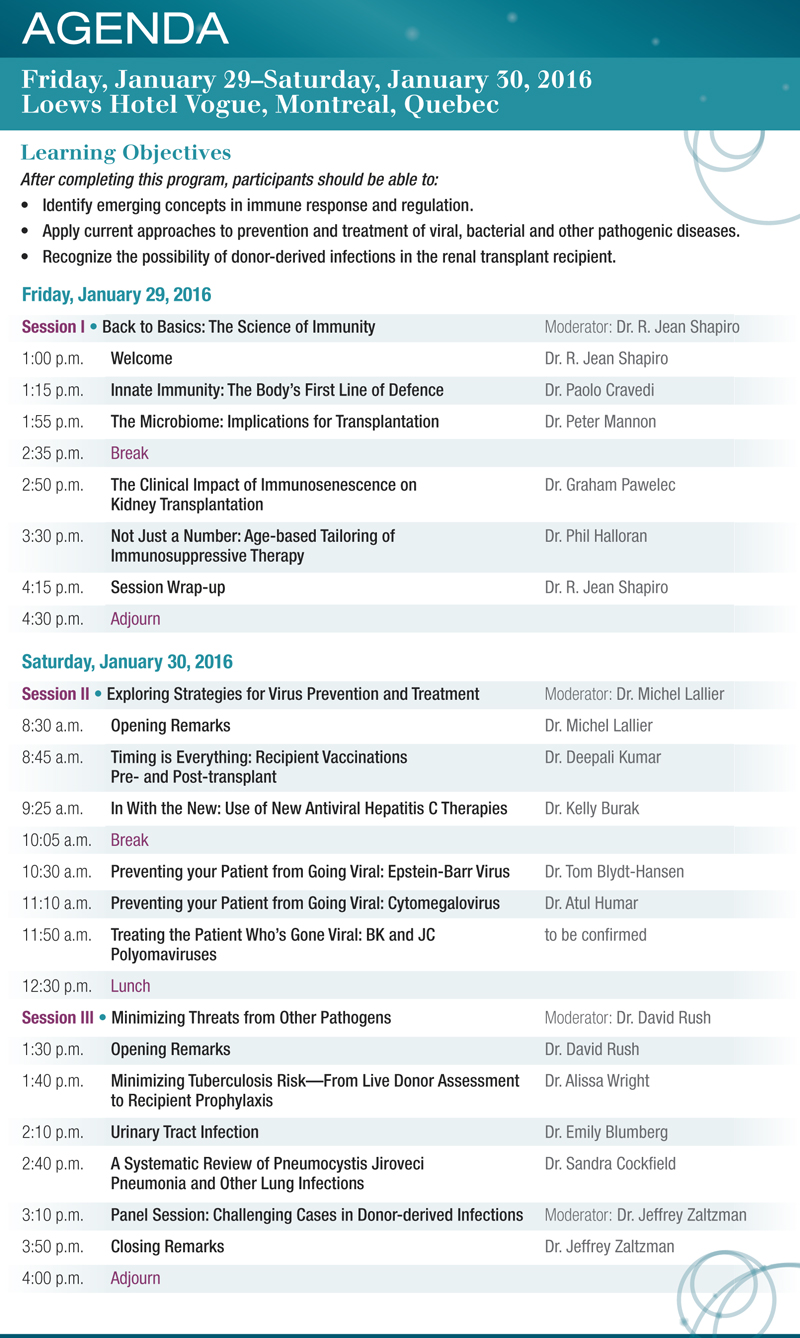 AGENDA
Friday, January 29–Saturday, January 30, 2016
Loews Hotel Vogue, Montreal, Quebec
Learning Objectives
After completing this program, participants should be able to:
• Identify emerging concepts in immune response and regulation.
• Apply current approaches to prevention and treatment of viral, bacterial and other pathogenic diseases.
• Recognize the possibility of donor-derived infections in the renal transplant recipient.
Friday, January 29, 2016
Session I • Back to Basics: The Science of Immunity Moderator: Dr. R. Jean Shapiro
1:00 p.m. Welcome Dr. R. Jean Shapiro
1:15 p.m. Innate Immunity: The Body's First Line of Defence Dr. Paolo Cravedi
1:55 p.m. The Microbiome: Implications for Transplantation Dr. Peter Mannon
2:35 p.m. Break
2:50 p.m. The Clinical Impact of Immunosenescence on Dr. Graham Pawelec
Kidney Transplantation
3:30 p.m. Not Just a Number: Age-based Tailoring of Dr. Phil Halloran
Immunosuppressive Therapy
4:15 p.m. Session Wrap-up Dr. R. Jean Shapiro
4:30 p.m. Adjourn
Saturday, January 30, 2016
Session II • Exploring Strategies for Virus Prevention and Treatment Moderator: Dr. Michel Lallier
8:30 a.m. Opening Remarks Dr. Michel Lallier
8:45 a.m. Timing is Everything: Recipient Vaccinations Dr. Deepali Kumar
Pre- and Post-transplant
9:25 a.m. In With the New: Use of New Antiviral Hepatitis C Therapies Dr. Kelly Burak
10:05 a.m. Break
10:30 a.m. Preventing your Patient from Going Viral: Epstein-Barr Virus Dr. Tom Blydt-Hansen
11:10 a.m. Preventing your Patient from Going Viral: Cytomegalovirus Dr. Atul Humar
11:50 a.m. Treating the Patient Who's Gone Viral: BK and JC to be confirmed
Polyomaviruses
12:30 p.m. Lunch
Session III • Minimizing Threats from Other Pathogens Moderator: Dr. David Rush
1:30 p.m. Opening Remarks Dr. David Rush
1:40 p.m. Minimizing Tuberculosis Risk—From Live Donor Assessment Dr. Alissa Wright
to Recipient Prophylaxis
2:10 p.m. Urinary Tract Infection Dr. Emily Blumberg
2:40 p.m. A Systematic Review of Pneumocystis Jiroveci Dr. Sandra Cockfield
Pneumonia and Other Lung Infections
3:10 p.m. Panel Session: Challenging Cases in Donor-derived Infections Moderator: Dr. Jeffrey Zaltzman
3:50 p.m. Closing Remarks Dr. Jeffrey Zaltzman
4:00 p.m. Adjourn